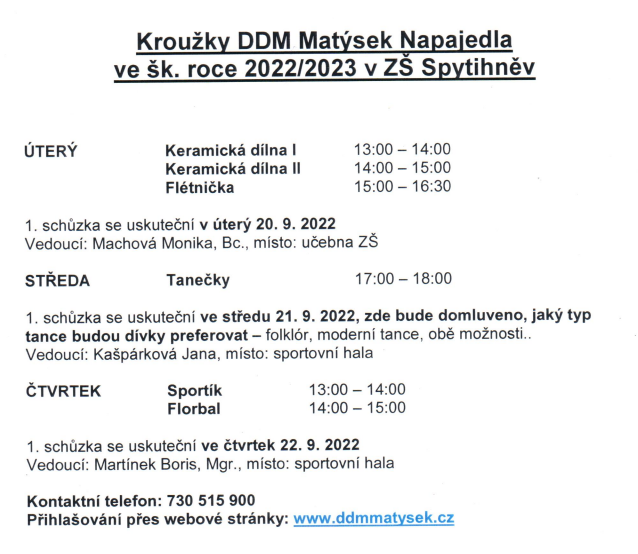 Kroužky DDM Matýsek Napajedla
ve šk. roce 2022/2023 v ZŠ Spytihněv
ÚTERÝ Keramická dílna I 13:00 – 14:00
Keramická dílna II 14:00 – 15:00
Flétnička 15:00 – 16:30
1. schůzka se uskuteční v úterý 20. 9. 2022
Vedoucí: Machová Monika, Bc., místo: učebna ZŠ
STŘEDA Tanečky 17:00 – 18:00
1. schůzka se uskuteční ve středu 21. 9. 2022, zde bude domluveno, jaký typ
tance budou dívky preferovat – folklór, moderní tance, obě možnosti..
Vedoucí: Kašpárková Jana, místo: sportovní hala
ČTVRTEK Sportík 13:00 – 14:00
Florbal 14:00 – 15:00
1. schůzka se uskuteční ve čtvrtek 22. 9. 2022
Vedoucí: Martínek Boris, Mgr., místo: sportovní hala
Kontaktní telefon: 730 515 900
Přihlašování přes webové stránky: www.ddmmatysek.cz